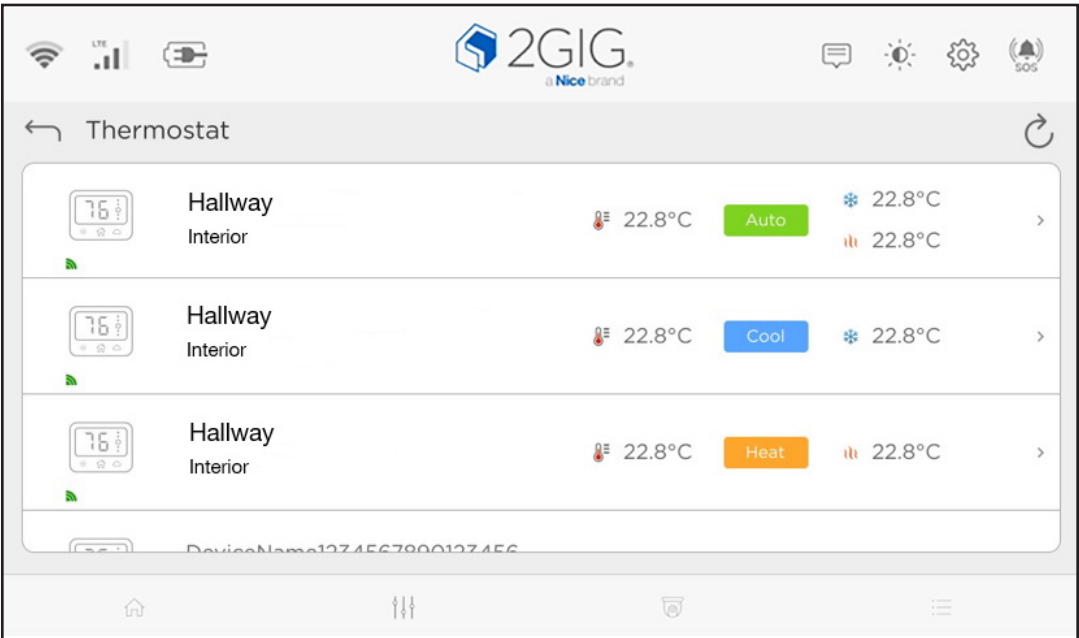 LTE
2GIG®
a Nice brand
SOS
Thermostat
76
Hallway
Interior
22.8°C
Auto
22.8°C
22.8°C
76
Hallway
Interior
22.8°C
Cool
22.8°C
76
Hallway
Interior
22.8°C
Heat
22.8°C
DeviceName1234567890123456